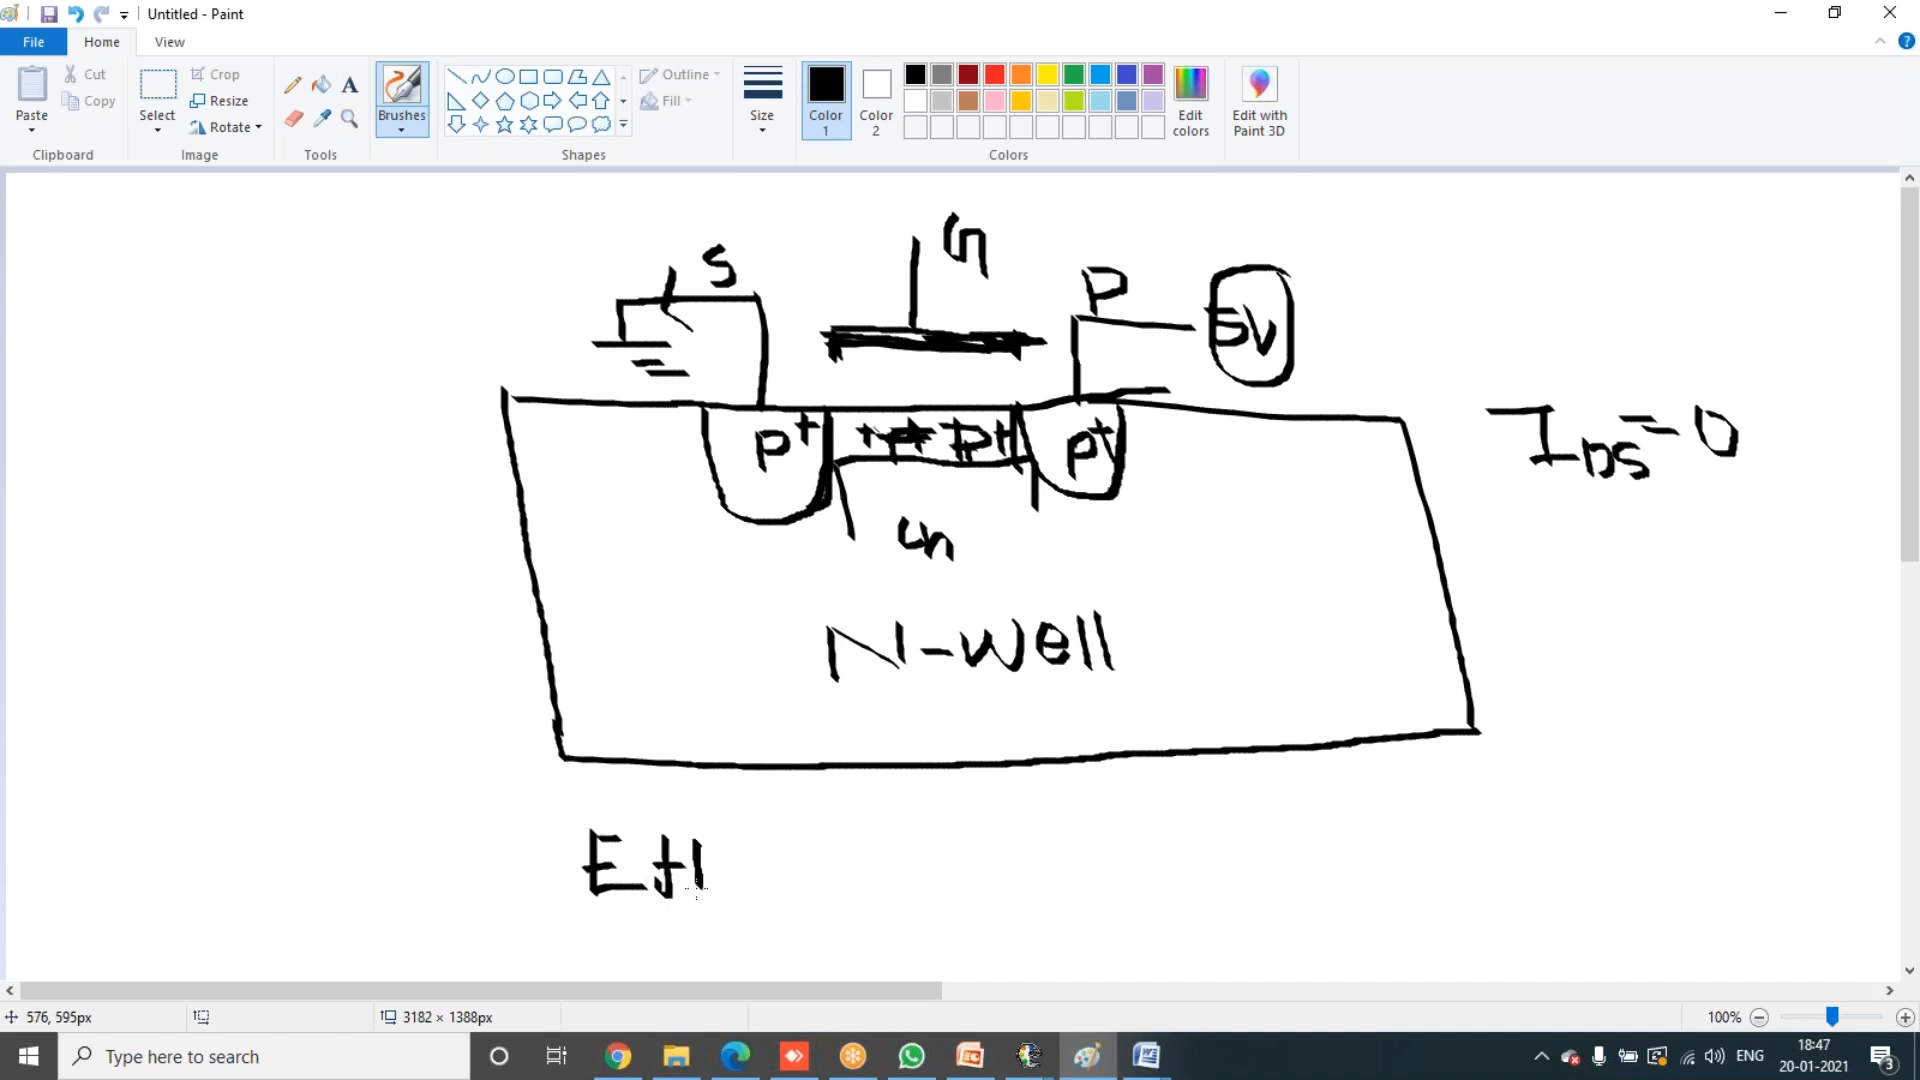 Untitled - Paint
File Home View
Paste
Cut
Copy
Clipboard
Select
Crop
Resize
Rotate
Image
Tools
Brushes
Shapes
Outline
Fill
Size
Color 1
Color 2
Edit colors
Edit with Paint 3D
Colors
S
G
P
5V
P+
P+
IDS=0
Ch
N-Well
576, 595px
3182 × 1388px
100%
Type here to search
ENG
18:47
20-01-2021
3